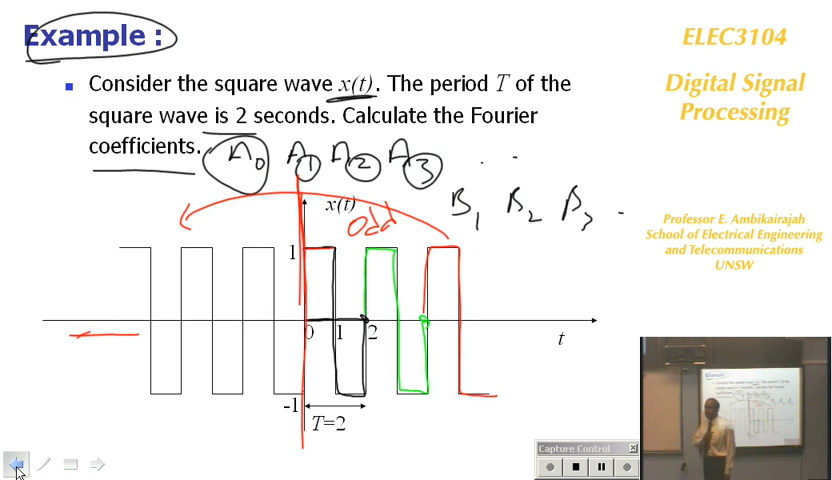 Example :
ELEC3104
Digital Signal
Processing
Consider the square wave x(t). The period T of the
square wave is 2 seconds. Calculate the Fourier
coefficients.
A0 A1 A2 A3 . .
B1 B2 B3 .
x(t)
Odd
1
0 1 2
t
-1
T=2
Professor E. Ambikairajah
School of Electrical Engineering
and Telecommunications
UNSW
Capture Control